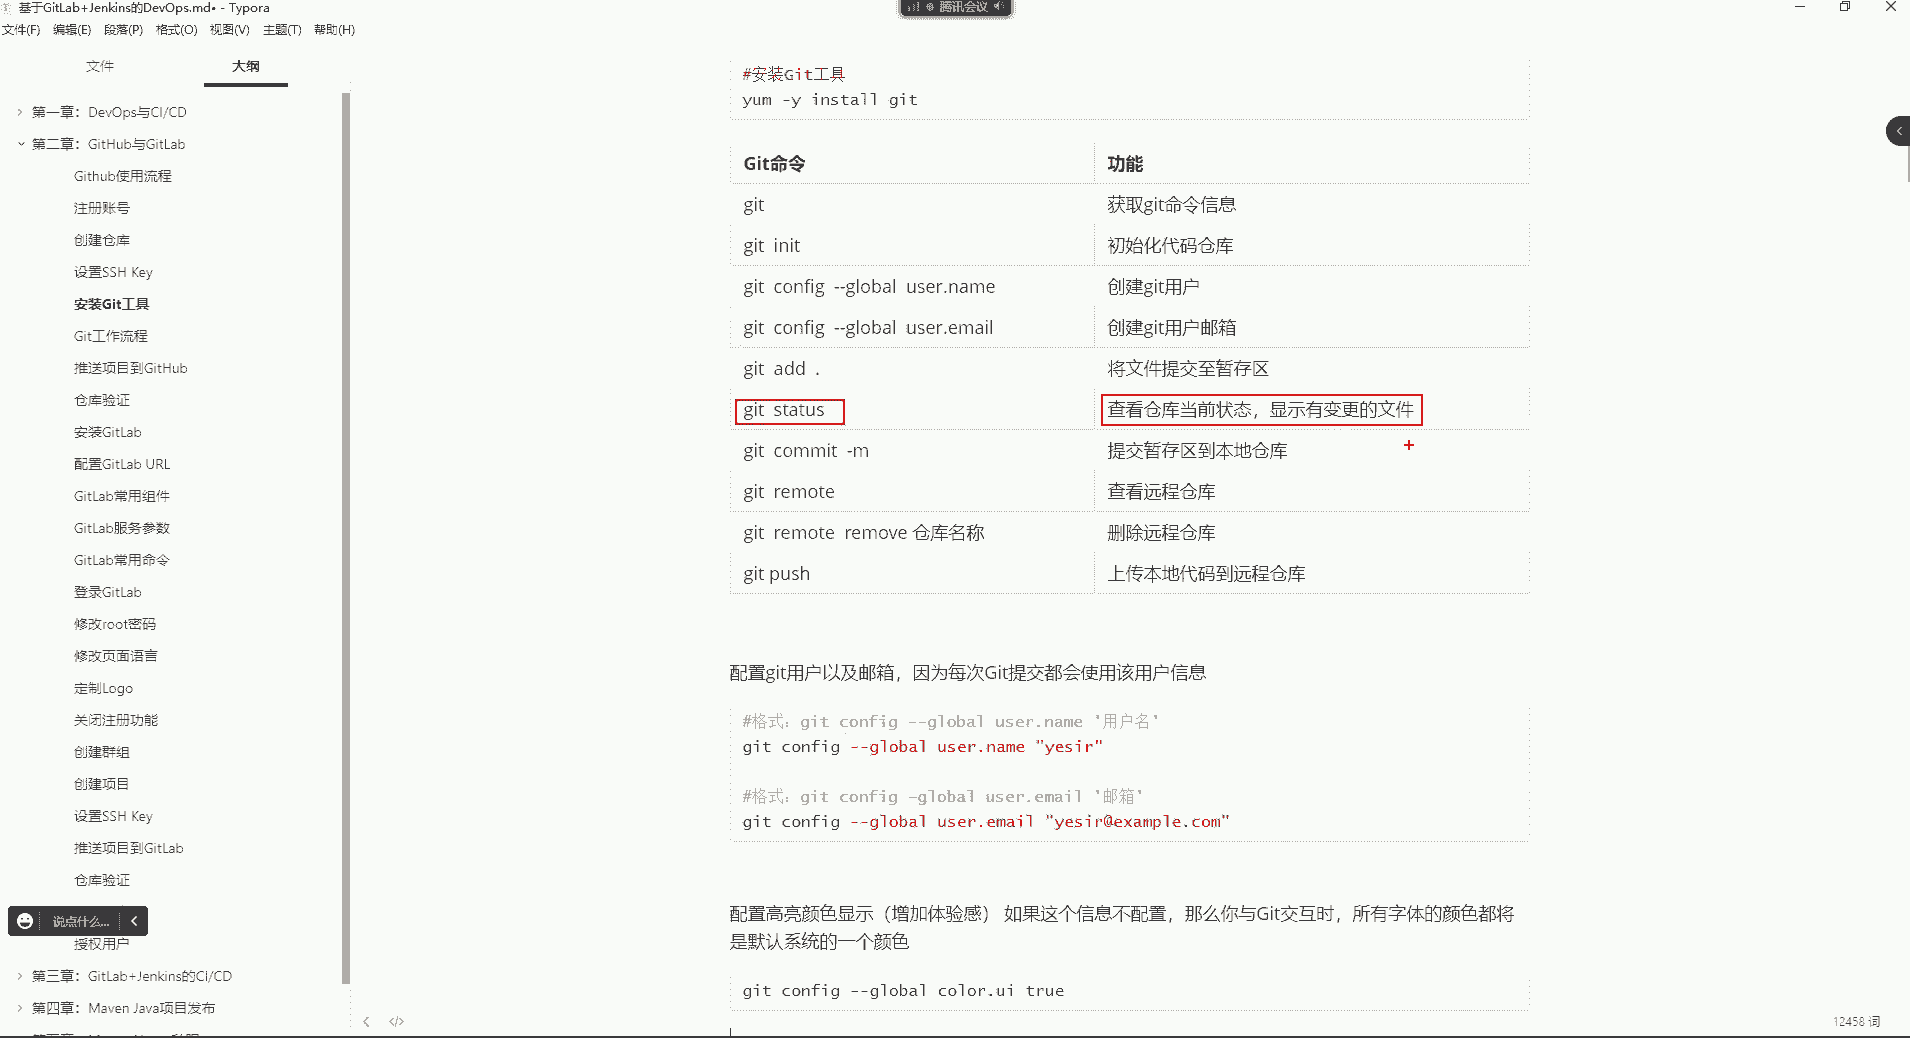 基于GitLab+Jenkins的DevOps.md• - Typora
腾讯会议
文件(F) 编辑(E) 段落(P) 格式(O) 视图(V) 主题(T) 帮助(H)
文件 大纲
第一章：DevOps与CI/CD
第二章：GitHub与GitLab
Github使用流程
注册账号
创建仓库
设置SSH Key
安装Git工具
Git工作流程
推送项目到GitHub
仓库验证
安装GitLab
配置GitLab URL
GitLab常用组件
GitLab服务参数
GitLab常用命令
登录GitLab
修改root密码
修改页面语言
定制Logo
关闭注册功能
创建群组
创建项目
设置SSH Key
推送项目到GitLab
仓库验证
说点什么...
授权用户
第三章：GitLab+Jenkins的CI/CD
第四章：Maven Java项目发布
#安装Git工具
yum -y install git
Git命令 功能
git 获取git命令信息
git init 初始化代码仓库
git config --global user.name 创建git用户
git config --global user.email 创建git用户邮箱
git add . 将文件提交至暂存区
git status 查看仓库当前状态，显示有变更的文件
git commit -m 提交暂存区到本地仓库
git remote 查看远程仓库
git remote remove 仓库名称 删除远程仓库
git push 上传本地代码到远程仓库
配置git用户以及邮箱，因为每次Git提交都会使用该用户信息
#格式：git config --global user.name '用户名'
git config --global user.name "yesir"
#格式：git config –global user.email '邮箱'
git config --global user.email "yesir@example.com"
配置高亮颜色显示（增加体验感） 如果这个信息不配置，那么你与Git交互时，所有字体的颜色都将
是默认系统的一个颜色
git config --global color.ui true
12458 词